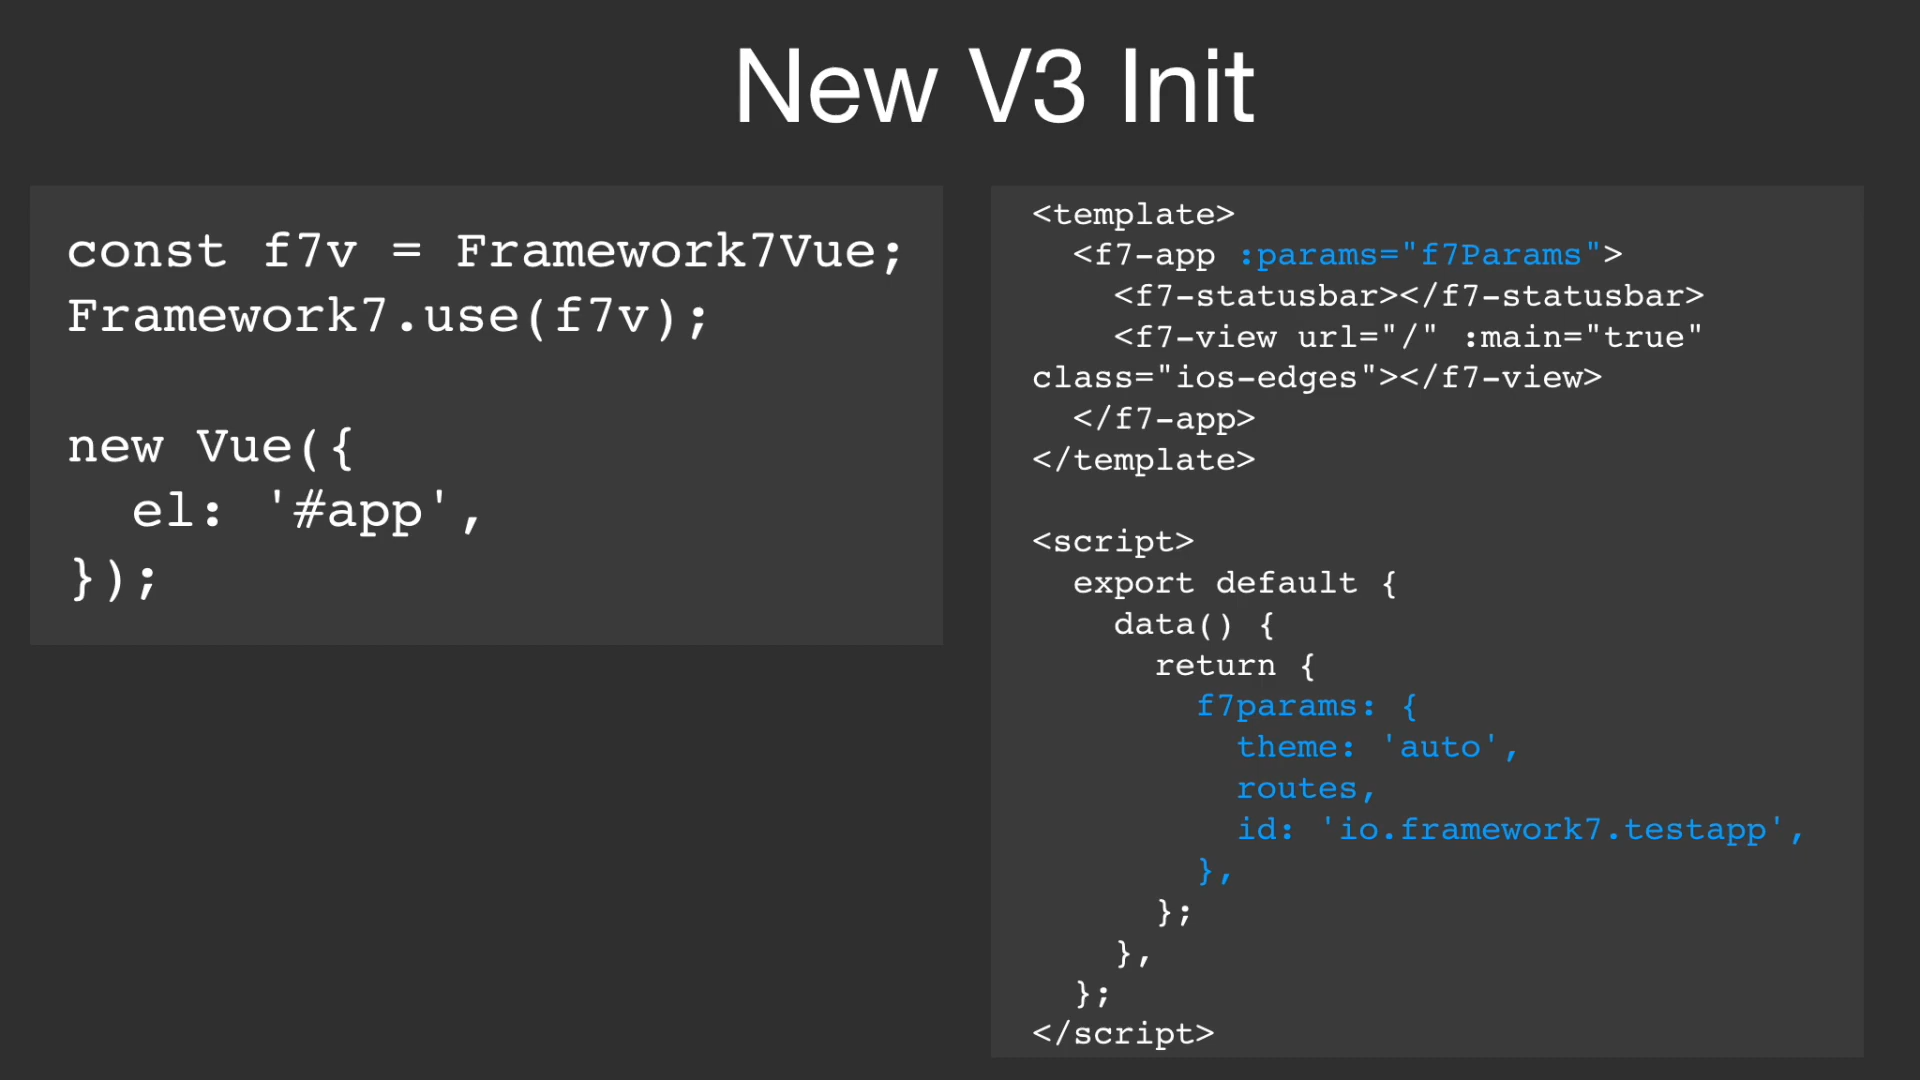 New V3 Init
const f7v = Framework7Vue;
Framework7.use(f7v);
new Vue({
  el: '#app',
});
<template>
  <f7-app :params="f7Params">
    <f7-statusbar></f7-statusbar>
    <f7-view url="/" :main="true"
class="ios-edges"></f7-view>
  </f7-app>
</template>
<script>
  export default {
    data() {
      return {
        f7params: {
          theme: 'auto',
          routes,
          id: 'io.framework7.testapp',
        },
      };
    },
  };
</script>